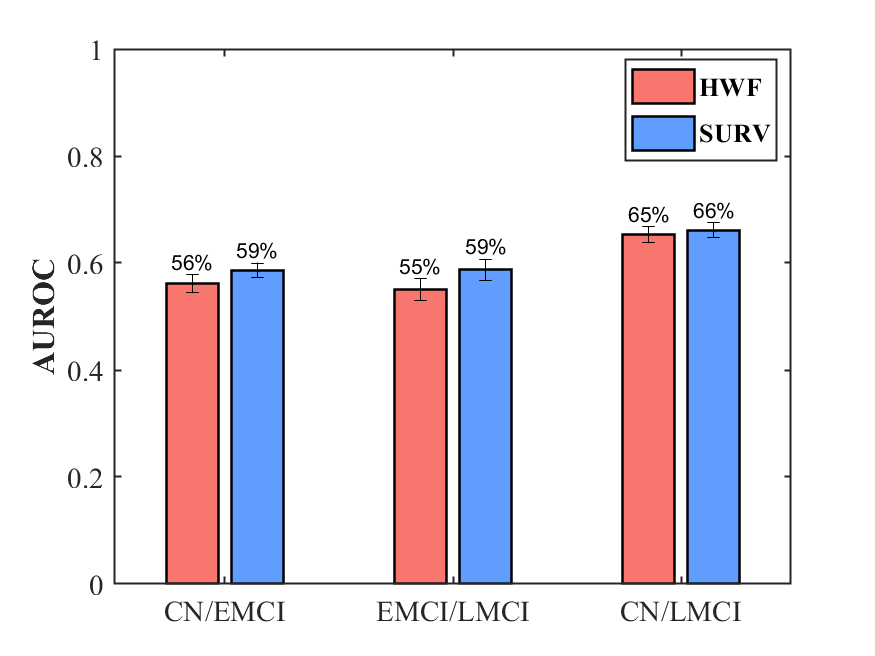 1
0.8
0.6
0.4
0.2
0
AUROC
HWF
SURV
56%
59%
55%
59%
65%
66%
CN/EMCI
EMCI/LMCI
CN/LMCI